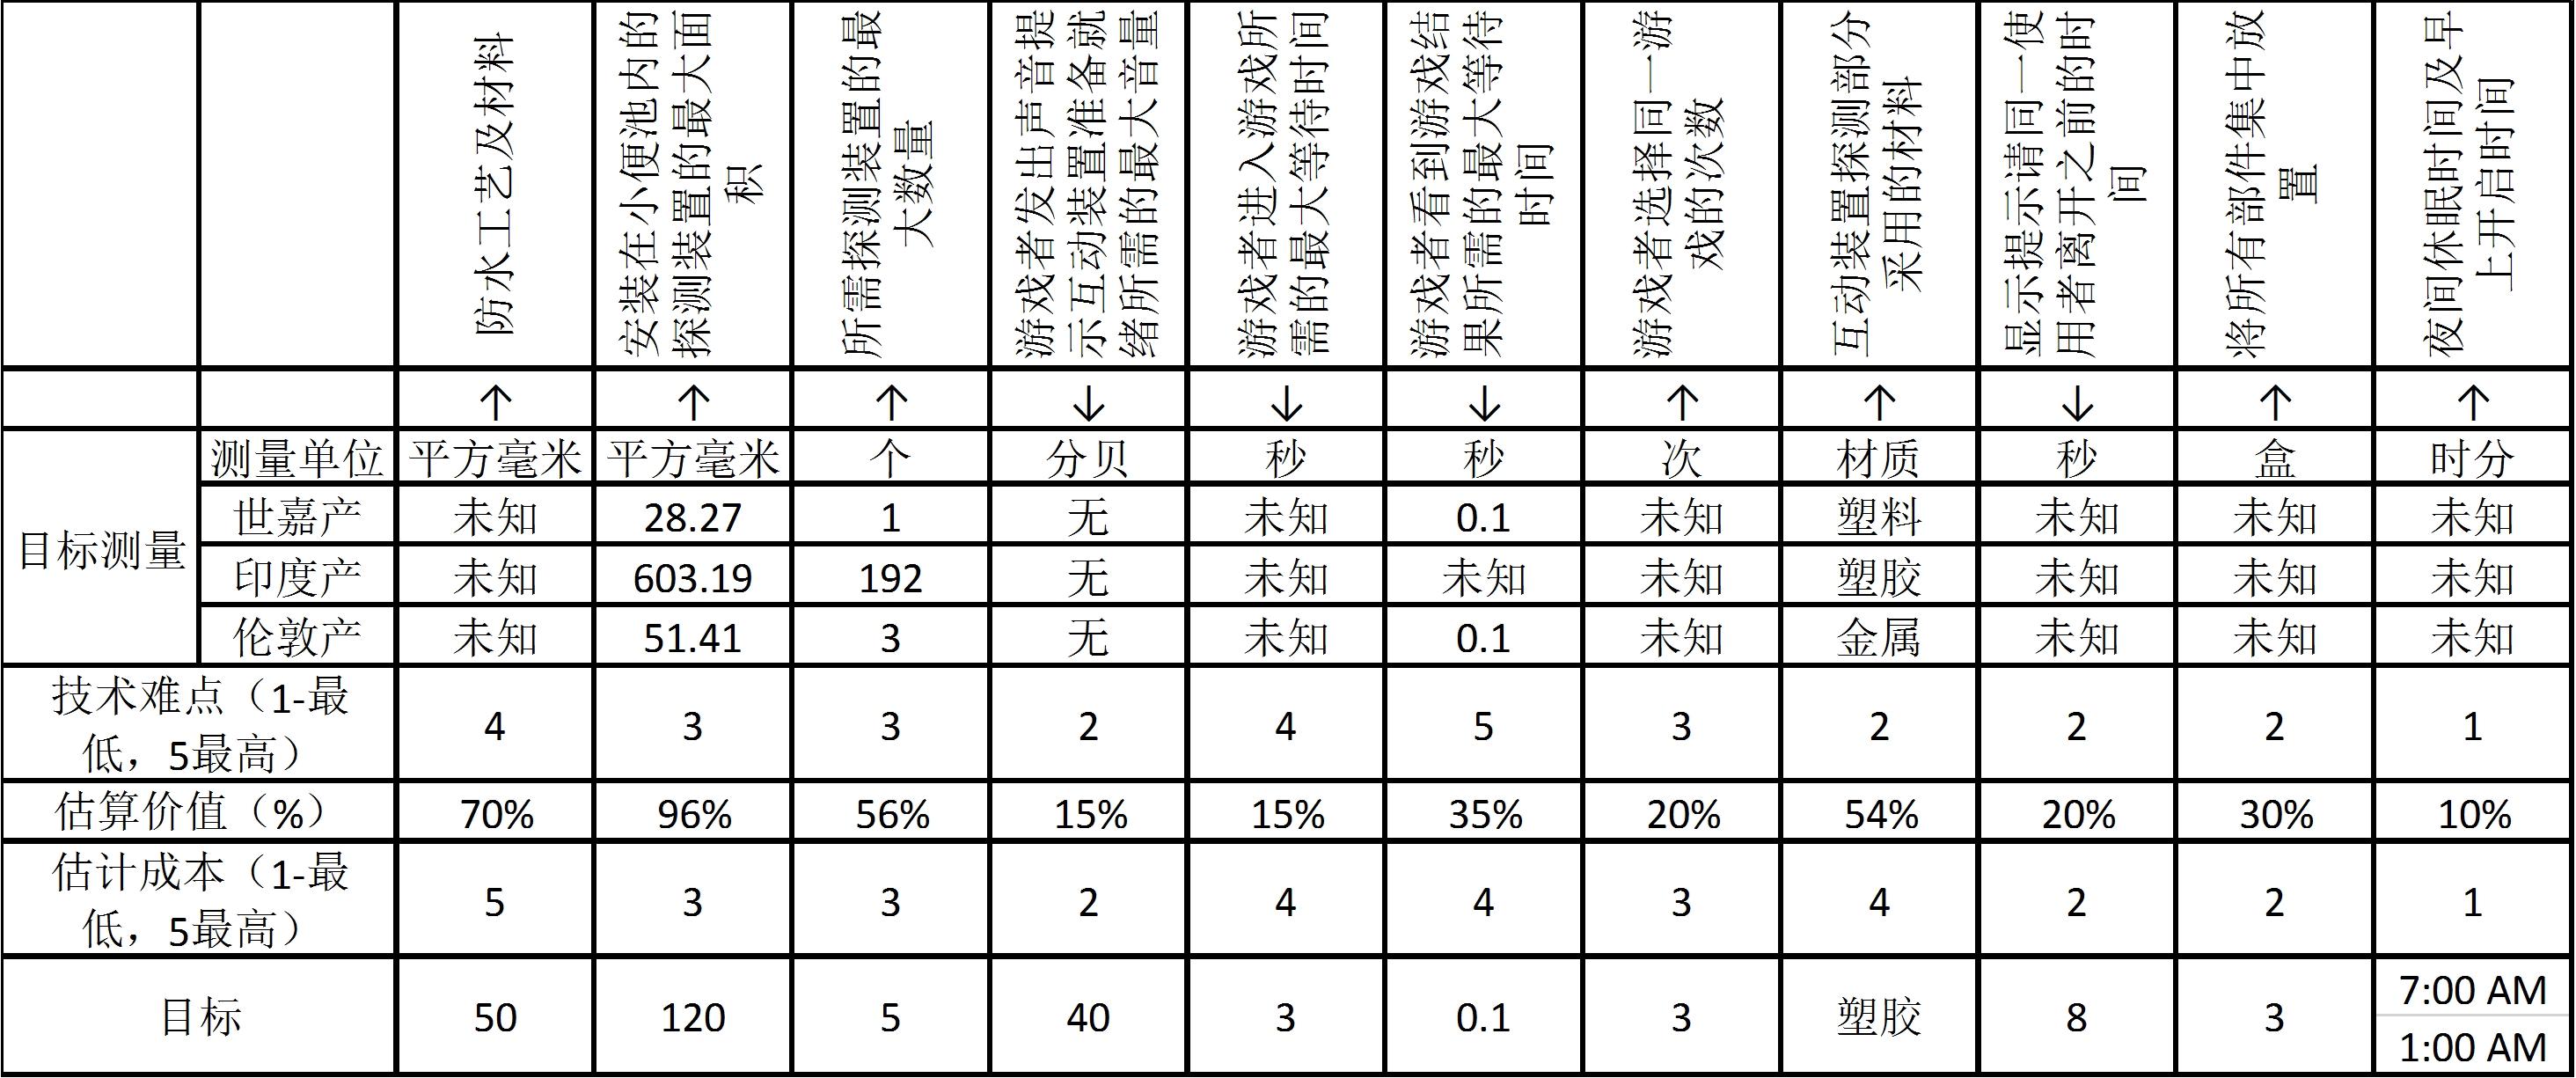 防水工艺及材料
安装在小便池内的
探测装置的最大面
积
所需探测装置的最
大数量
游戏者发出声音提
示互动装置准备就
绪所需的最大音量
游戏者进入游戏所
需的最大等待时间
游戏者看到游戏结
果所需的最大等待
时间
游戏者选择同一游
戏的次数
互动装置探测部分
采用的材料
显示提示请同一使
用者离开之前的时
间
将所有部件集中放
置
夜间休眠时间及早
上开启时间
↑ ↑ ↑ ↓ ↓ ↓ ↑ ↑ ↓ ↑ ↑
目标测量
测量单位 平方毫米 平方毫米 个 分贝 秒 秒 次 材质 秒 盒 时分
世嘉产 未知 28.27 1 无 未知 0.1 未知 塑料 未知 未知 未知
印度产 未知 603.19 192 无 未知 未知 未知 塑胶 未知 未知 未知
伦敦产 未知 51.41 3 无 未知 0.1 未知 金属 未知 未知 未知
技术难点（1-最
低，5最高） 4 3 3 2 4 5 3 2 2 2 1
估算价值（%） 70% 96% 56% 15% 15% 35% 20% 54% 20% 30% 10%
估计成本（1-最
低，5最高） 5 3 3 2 4 4 3 4 2 2 1
目标 50 120 5 40 3 0.1 3 塑胶 8 3 7:00 AM
1:00 AM